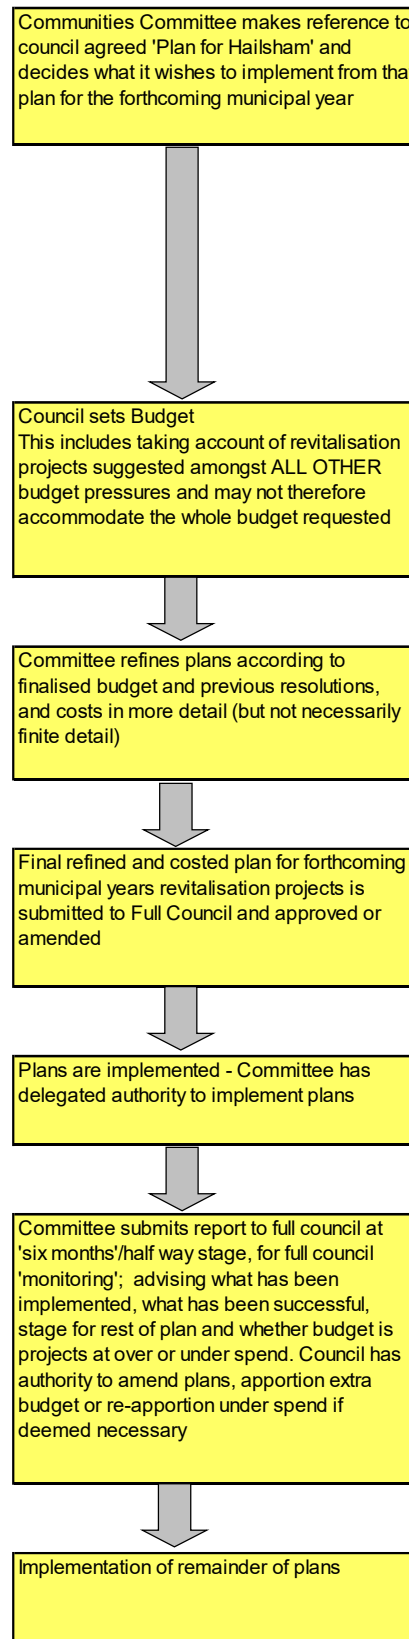 Communities Committee makes reference to
council agreed 'Plan for Hailsham' and
decides what it wishes to implement from tha
plan for the forthcoming municipal year
Council sets Budget
This includes taking account of revitalisation
projects suggested amongst ALL OTHER
budget pressures and may not therefore
accommodate the whole budget requested
Committee refines plans according to
finalised budget and previous resolutions,
and costs in more detail (but not necessarily
finite detail)
Final refined and costed plan for forthcoming
municipal years revitalisation projects is
submitted to Full Council and approved or
amended
Plans are implemented - Committee has
delegated authority to implement plans
Committee submits report to full council at
'six months'/half way stage, for full council
'monitoring';  advising what has been
implemented, what has been successful,
stage for rest of plan and whether budget is
projects at over or under spend. Council has
authority to amend plans, apportion extra
budget or re-apportion under spend if
deemed necessary
Implementation of remainder of plans